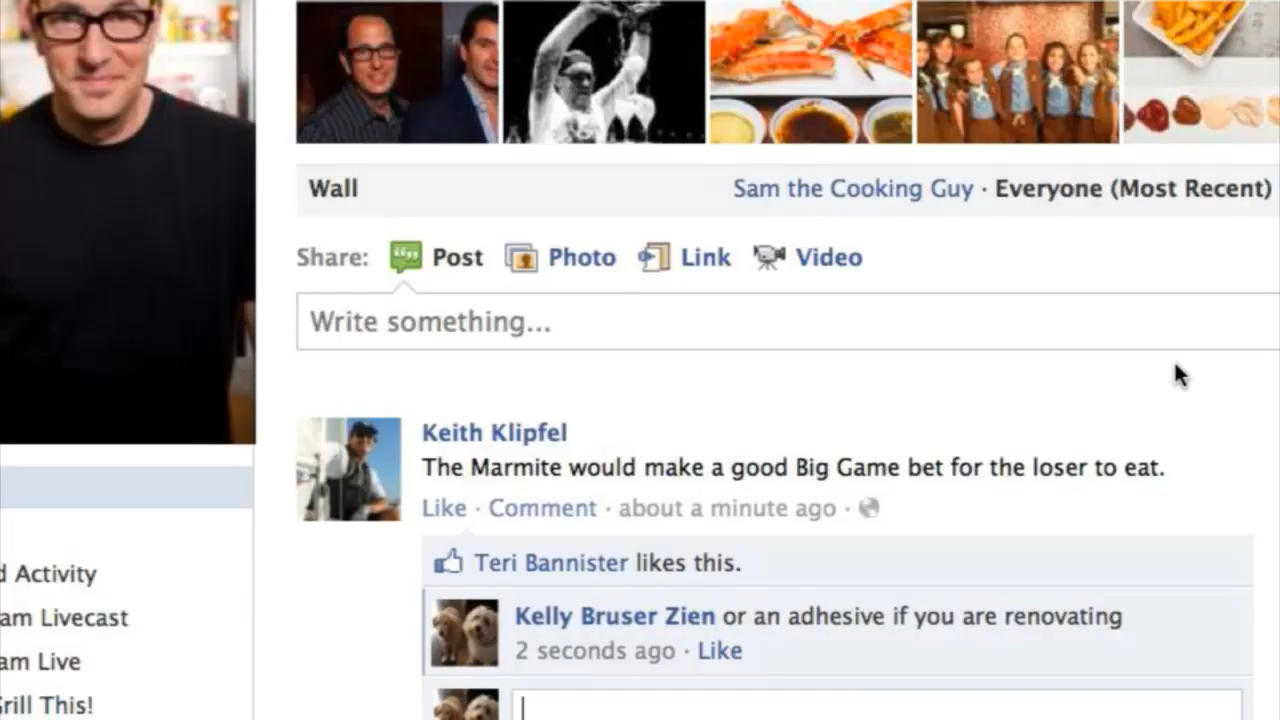 Wall
Sam the Cooking Guy · Everyone (Most Recent)
Share: Post Photo Link Video
Write something...
Keith Klipfel
The Marmite would make a good Big Game bet for the loser to eat.
Like · Comment · about a minute ago ·
Teri Bannister likes this.
Kelly Bruser Zien or an adhesive if you are renovating
2 seconds ago · Like
d Activity
am Livecast
am Live
Grill This!